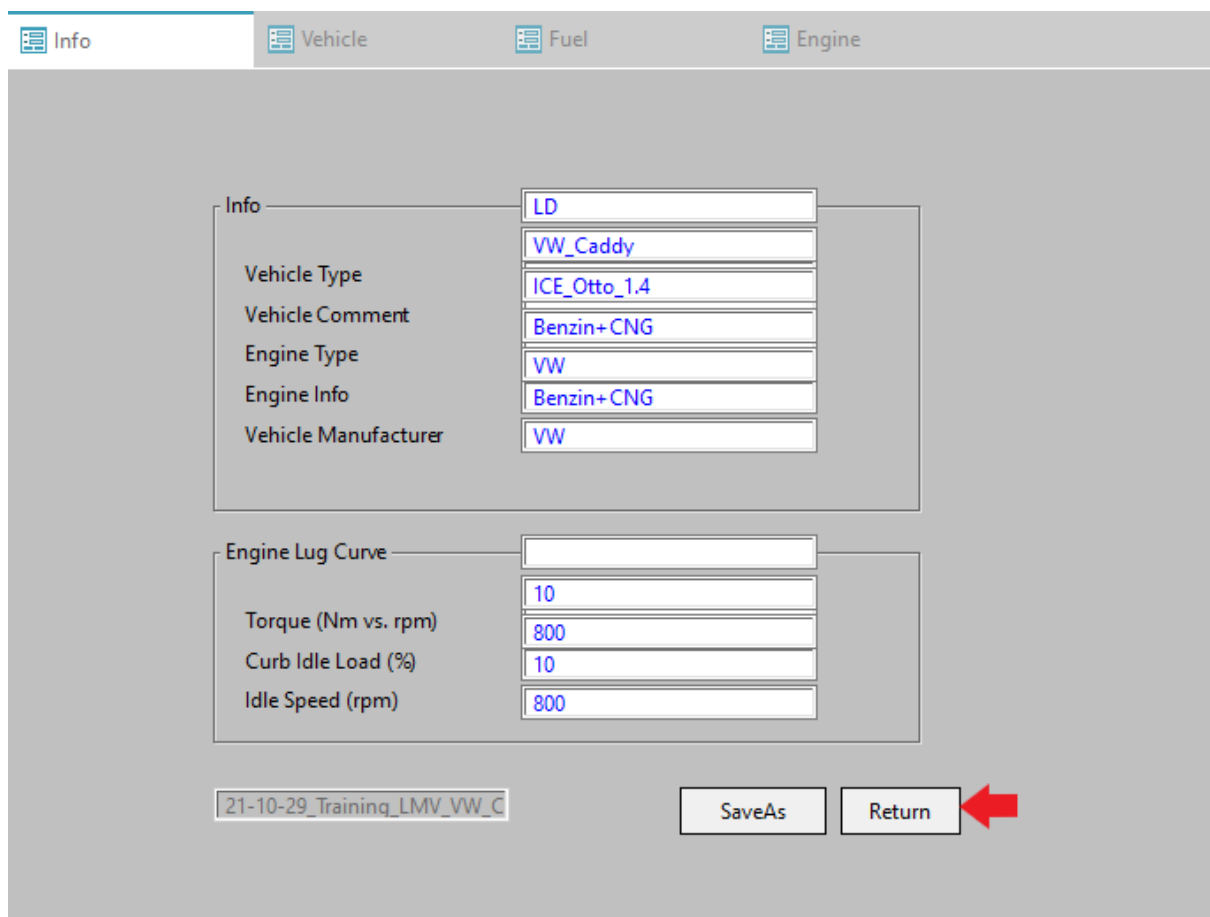 Info Vehicle Fuel Engine
Info LD
VW_Caddy
Vehicle Type
ICE_Otto_1.4
Vehicle Comment
Benzin+CNG
Engine Type
VW
Engine Info
Benzin+CNG
Vehicle Manufacturer VW
Engine Lug Curve
10
Torque (Nm vs. rpm)
800
Curb Idle Load (%) 10
Idle Speed (rpm) 800
21-10-29_Training_LMV_VW_C SaveAs Return